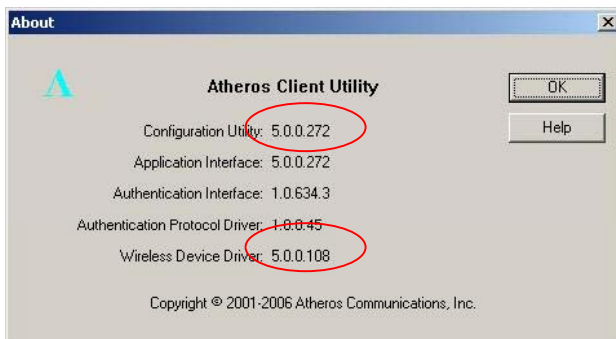 About
Atheros Client Utility
OK
Configuration Utility: 5.0.0.272
Help
Application Interface: 5.0.0.272
Authentication Interface: 1.0.634.3
Authentication Protocol Driver: 1.0.0.45
Wireless Device Driver: 5.0.0.108
Copyright © 2001-2006 Atheros Communications, Inc.